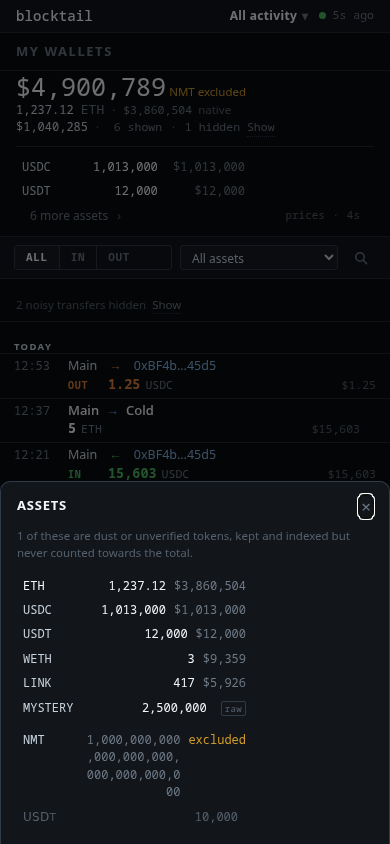 blocktail
All activity ▾ ● 5s ago
MY WALLETS
$4,900,789 NMT excluded
1,237.12 ETH · $3,860,504 native
$1,040,285 · 6 shown · 1 hidden Show
USDC 1,013,000 $1,013,000
USDT 12,000 $12,000
6 more assets ›
prices · 4s
ALL IN OUT All assets
2 noisy transfers hidden Show
TODAY
12:53 Main → 0xBF4b…45d5
OUT 1.25 USDC $1.25
12:37 Main → Cold
5 ETH $15,603
12:21 Main ← 0xBF4b…45d5
IN 15,603 USDC $15,603
ASSETS ×
1 of these are dust or unverified tokens, kept and indexed but
never counted towards the total.
ETH 1,237.12 $3,860,504
USDC 1,013,000 $1,013,000
USDT 12,000 $12,000
WETH 3 $9,359
LINK 417 $5,926
MYSTERY 2,500,000 raw
NMT 1,000,000,000 excluded
,000,000,000,
000,000,000,0
00
USDT 10,000